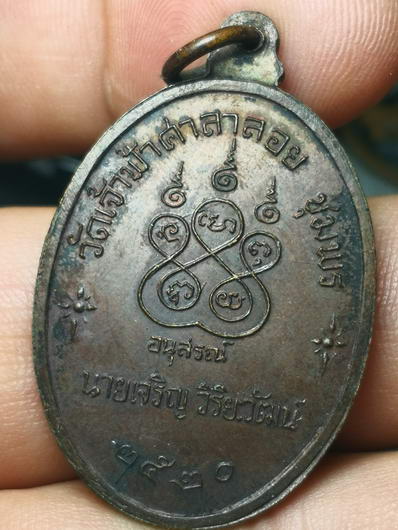 วัดเจ้าฟ้าศาลาลอย ชุมพร
อนุสรณ์
นายเจริญ วิริยะวัฒน์
๒๕๒๐